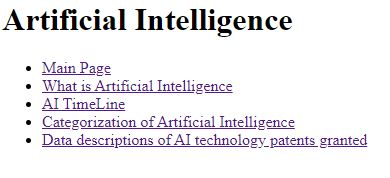 Artificial Intelligence
Main Page
What is Artificial Intelligence
AI TimeLine
Categorization of Artificial Intelligence
Data descriptions of AI technology patents granted